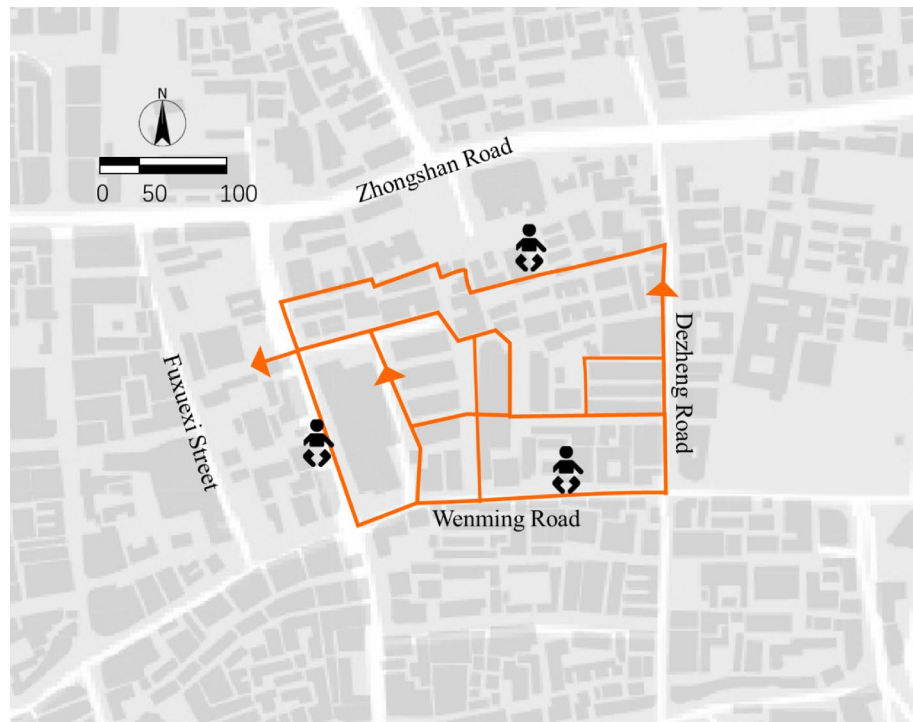 N
Zhongshan Road
0 50 100
Dezheng Road
Fuxuexi Street
Wenming Road